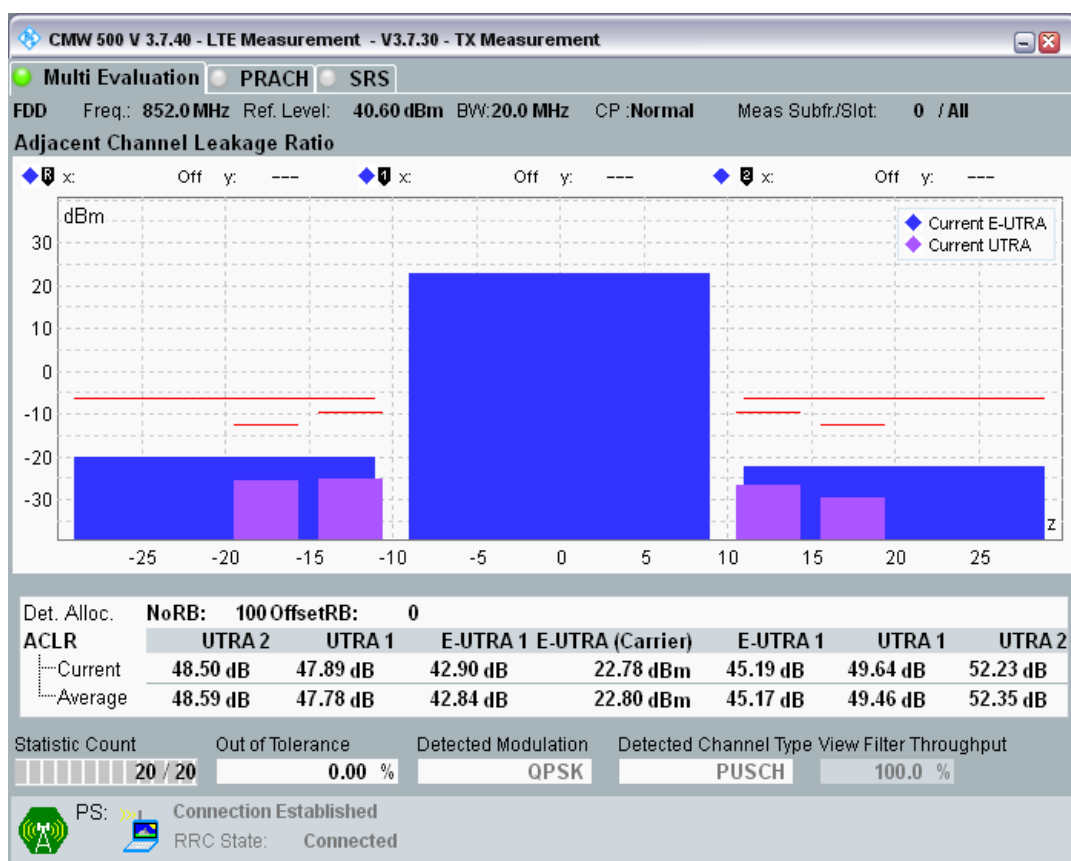 CMW 500 V 3.7.40 - LTE Measurement - V3.7.30 - TX Measurement
Multi Evaluation PRACH SRS
FDD Freq.: 852.0 MHz Ref. Level: 40.60 dBm BW:20.0 MHz CP :Normal Meas Subfr./Slot: 0 / All
Adjacent Channel Leakage Ratio
R x: Off y: --- 1 x: Off y: --- 2 x: Off y: ---
dBm
Current E-UTRA
Current UTRA
30
20
10
0
-10
-20
-30
z
-25 -20 -15 -10 -5 0 5 10 15 20 25
Det. Alloc. NoRB: 100 OffsetRB: 0
ACLR UTRA 2 UTRA 1 E-UTRA 1 E-UTRA (Carrier) E-UTRA 1 UTRA 1 UTRA 2
Current 48.50 dB 47.89 dB 42.90 dB 22.78 dBm 45.19 dB 49.64 dB 52.23 dB
Average 48.59 dB 47.78 dB 42.84 dB 22.80 dBm 45.17 dB 49.46 dB 52.35 dB
Statistic Count Out of Tolerance Detected Modulation Detected Channel Type View Filter Throughput
20 / 20 0.00 % QPSK PUSCH 100.0 %
PS: Connection Established
RRC State: Connected